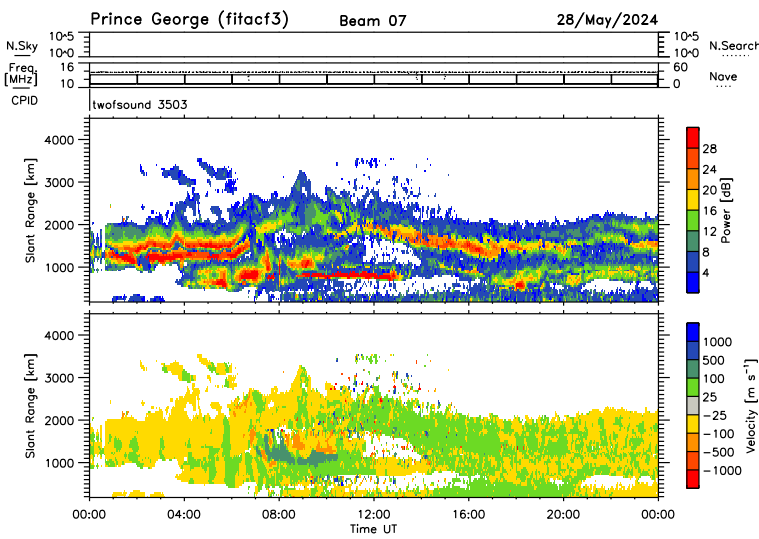 Prince George (fitacf3) Beam 07 28/May/2024
N.Sky 10^5 10^5 N.Search
10^0 10^0
Freq. 16 60 Nave
[MHz] 10 0
CPID twofsound 3503
Slant Range [km]
4000
3000
2000
1000
Power [dB]
28
24
20
16
12
8
4
Slant Range [km]
4000
3000
2000
1000
Velocity [m s⁻¹]
1000
500
100
25
−25
−100
−500
−1000
00:00 04:00 08:00 12:00 16:00 20:00 00:00
Time UT